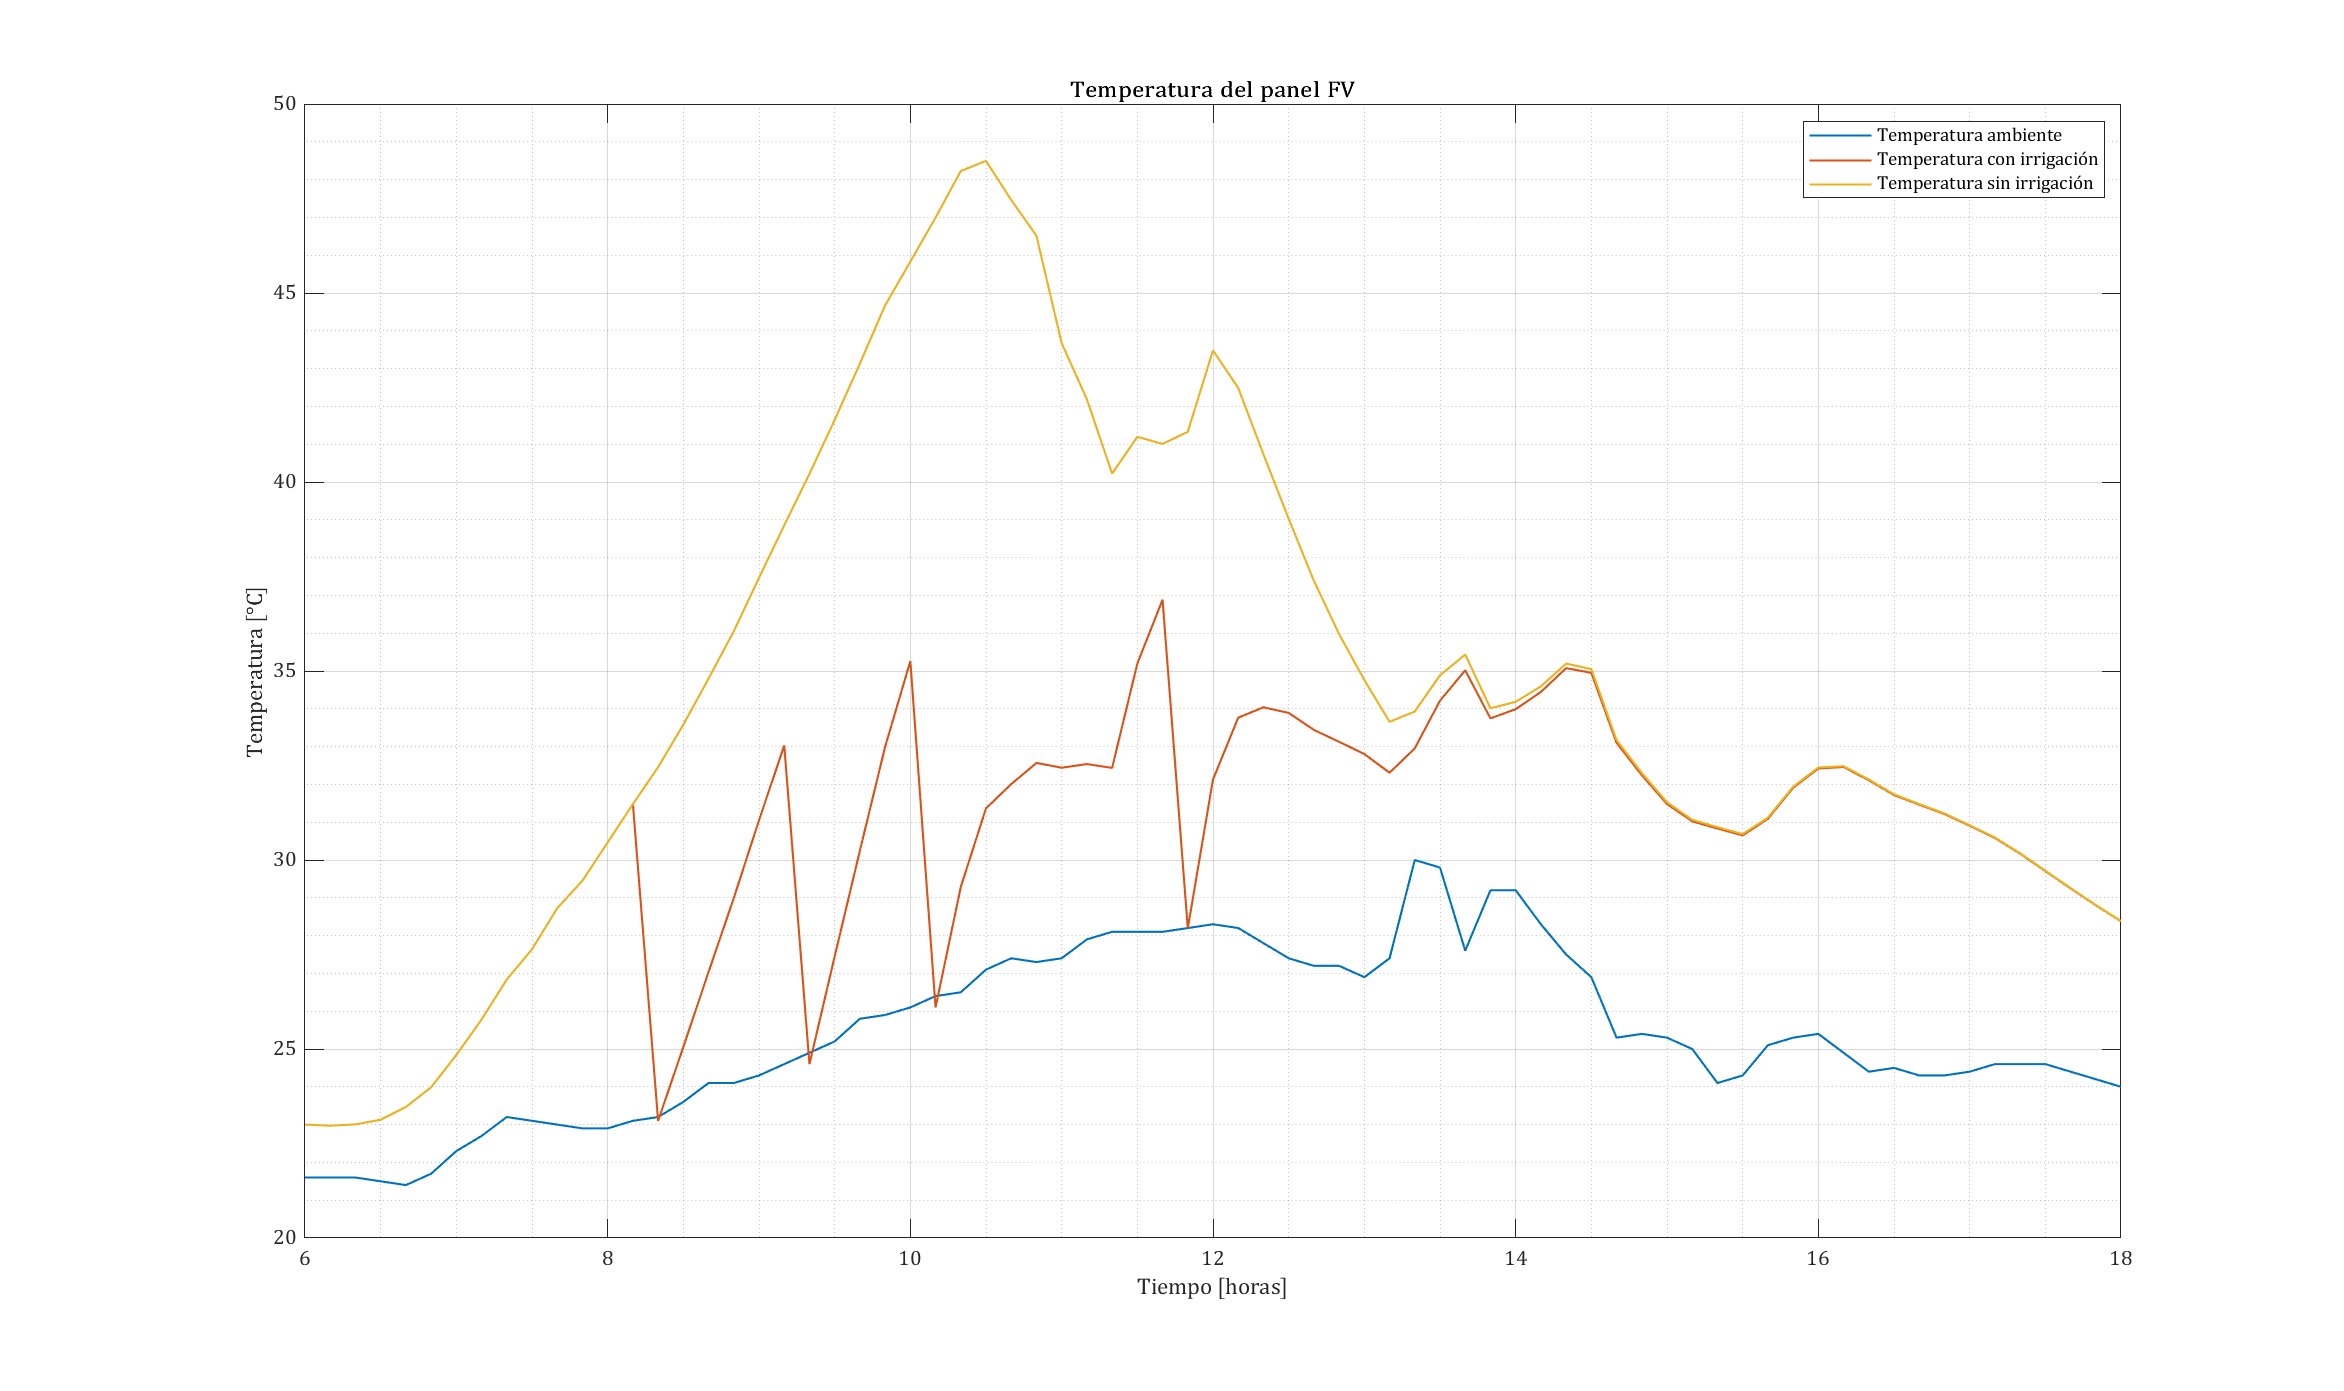 Temperatura del panel FV
Temperatura ambiente
Temperatura con irrigación
Temperatura sin irrigación
Temperatura [°C]
50
45
40
35
30
25
20
6 8 10 12 14 16 18
Tiempo [horas]